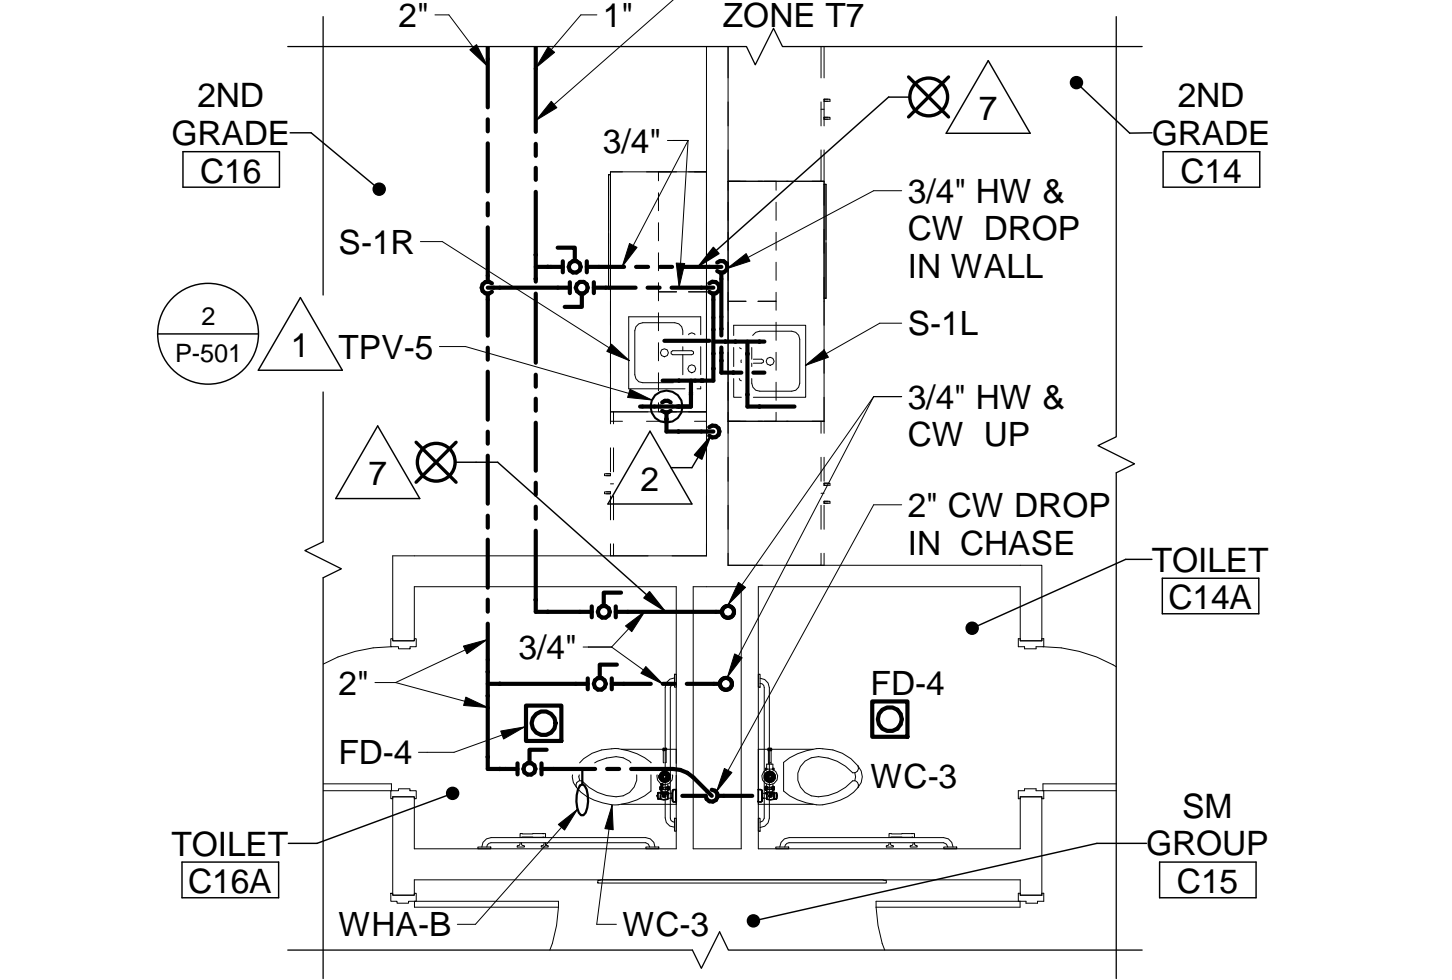 2"
1"
ZONE T7
2ND
GRADE
C16
7
2ND
GRADE
C14
3/4"
3/4" HW &
CW DROP
IN WALL
S-1R
2
P-501
1
TPV-5
S-1L
3/4" HW &
CW UP
7
2
2" CW DROP
IN CHASE
TOILET
C14A
3/4"
2"
FD-4
FD-4
WC-3
TOILET
C16A
SM
GROUP
C15
WHA-B
WC-3